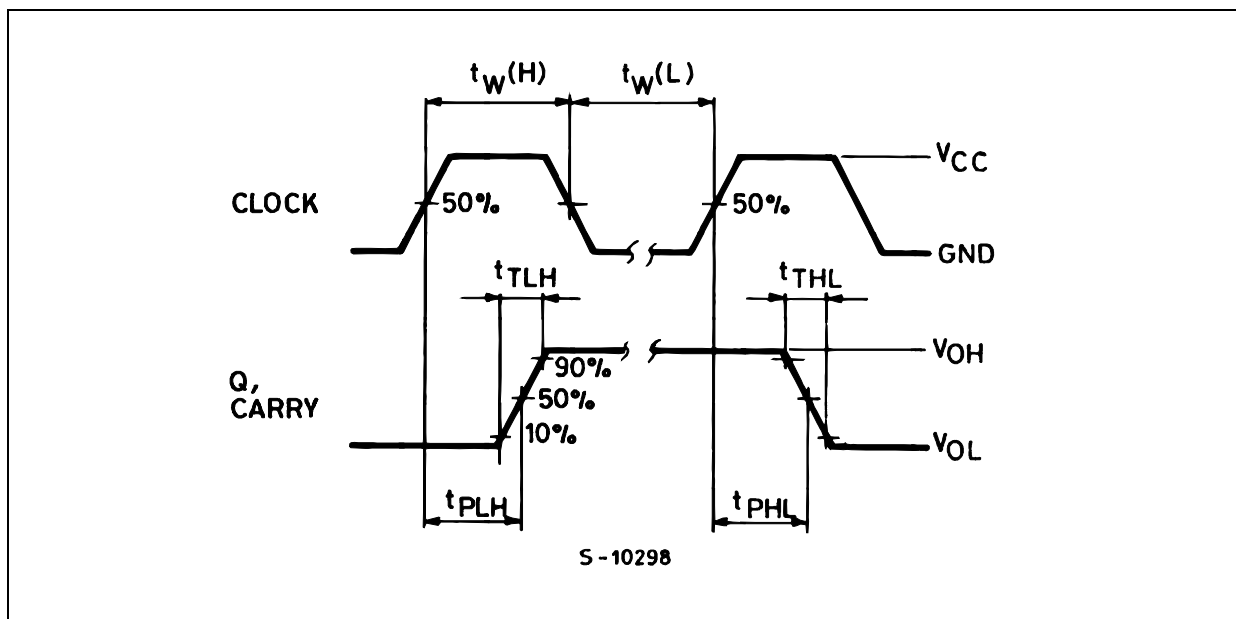 tW(H) tW(L)
VCC
CLOCK 50% 50%
GND
tTLH tTHL
VOH
90%
Q,
CARRY
50%
10%
VOL
tPLH tPHL
S-10298